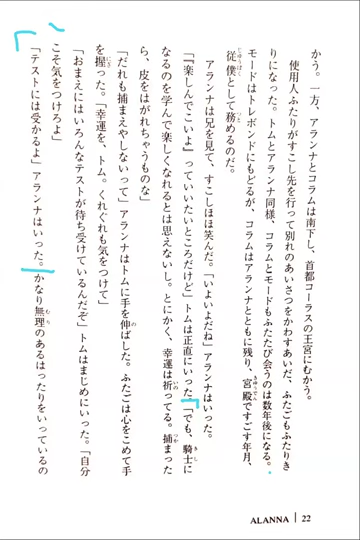 かう。一方、アランナとコラムは南下し、首都コーラスの王宮にむかう。
使用人ふたりがすこし先を行って別れのあいさつをかわすあいだ、ふたごもふたりき
りになった。トムとアランナ同様、コラムとモードもふたたび会うのは数年後になる。
モードはトレボンドにもどるが、コラムはアランナとともに残り、宮殿ですごす年月、
従僕として務めるのだ。
アランナは兄を見て、すこしほほ笑んだ。「いよいよだね」アランナはいった。
「『楽しんでこいよ』っていいたいところだけど」トムは正直にいった。「でも、騎士に
なるのを学んで楽しくなれるとは思えないし。とにかく、幸運は祈ってる。捕まった
ら、皮をはがれちゃうものな」
「だれも捕まえやしないって」アランナはトムに手を伸ばした。ふたごは心をこめて手
を握った。「幸運を、トム。くれぐれも気をつけて」
「おまえにはいろんなテストが待ち受けているんだぞ」トムはまじめにいった。「自分
こそ気をつけろよ」
「テストには受かるよ」アランナはいった。かなり無理のあるはったりをいっているの
ALANNA | 22